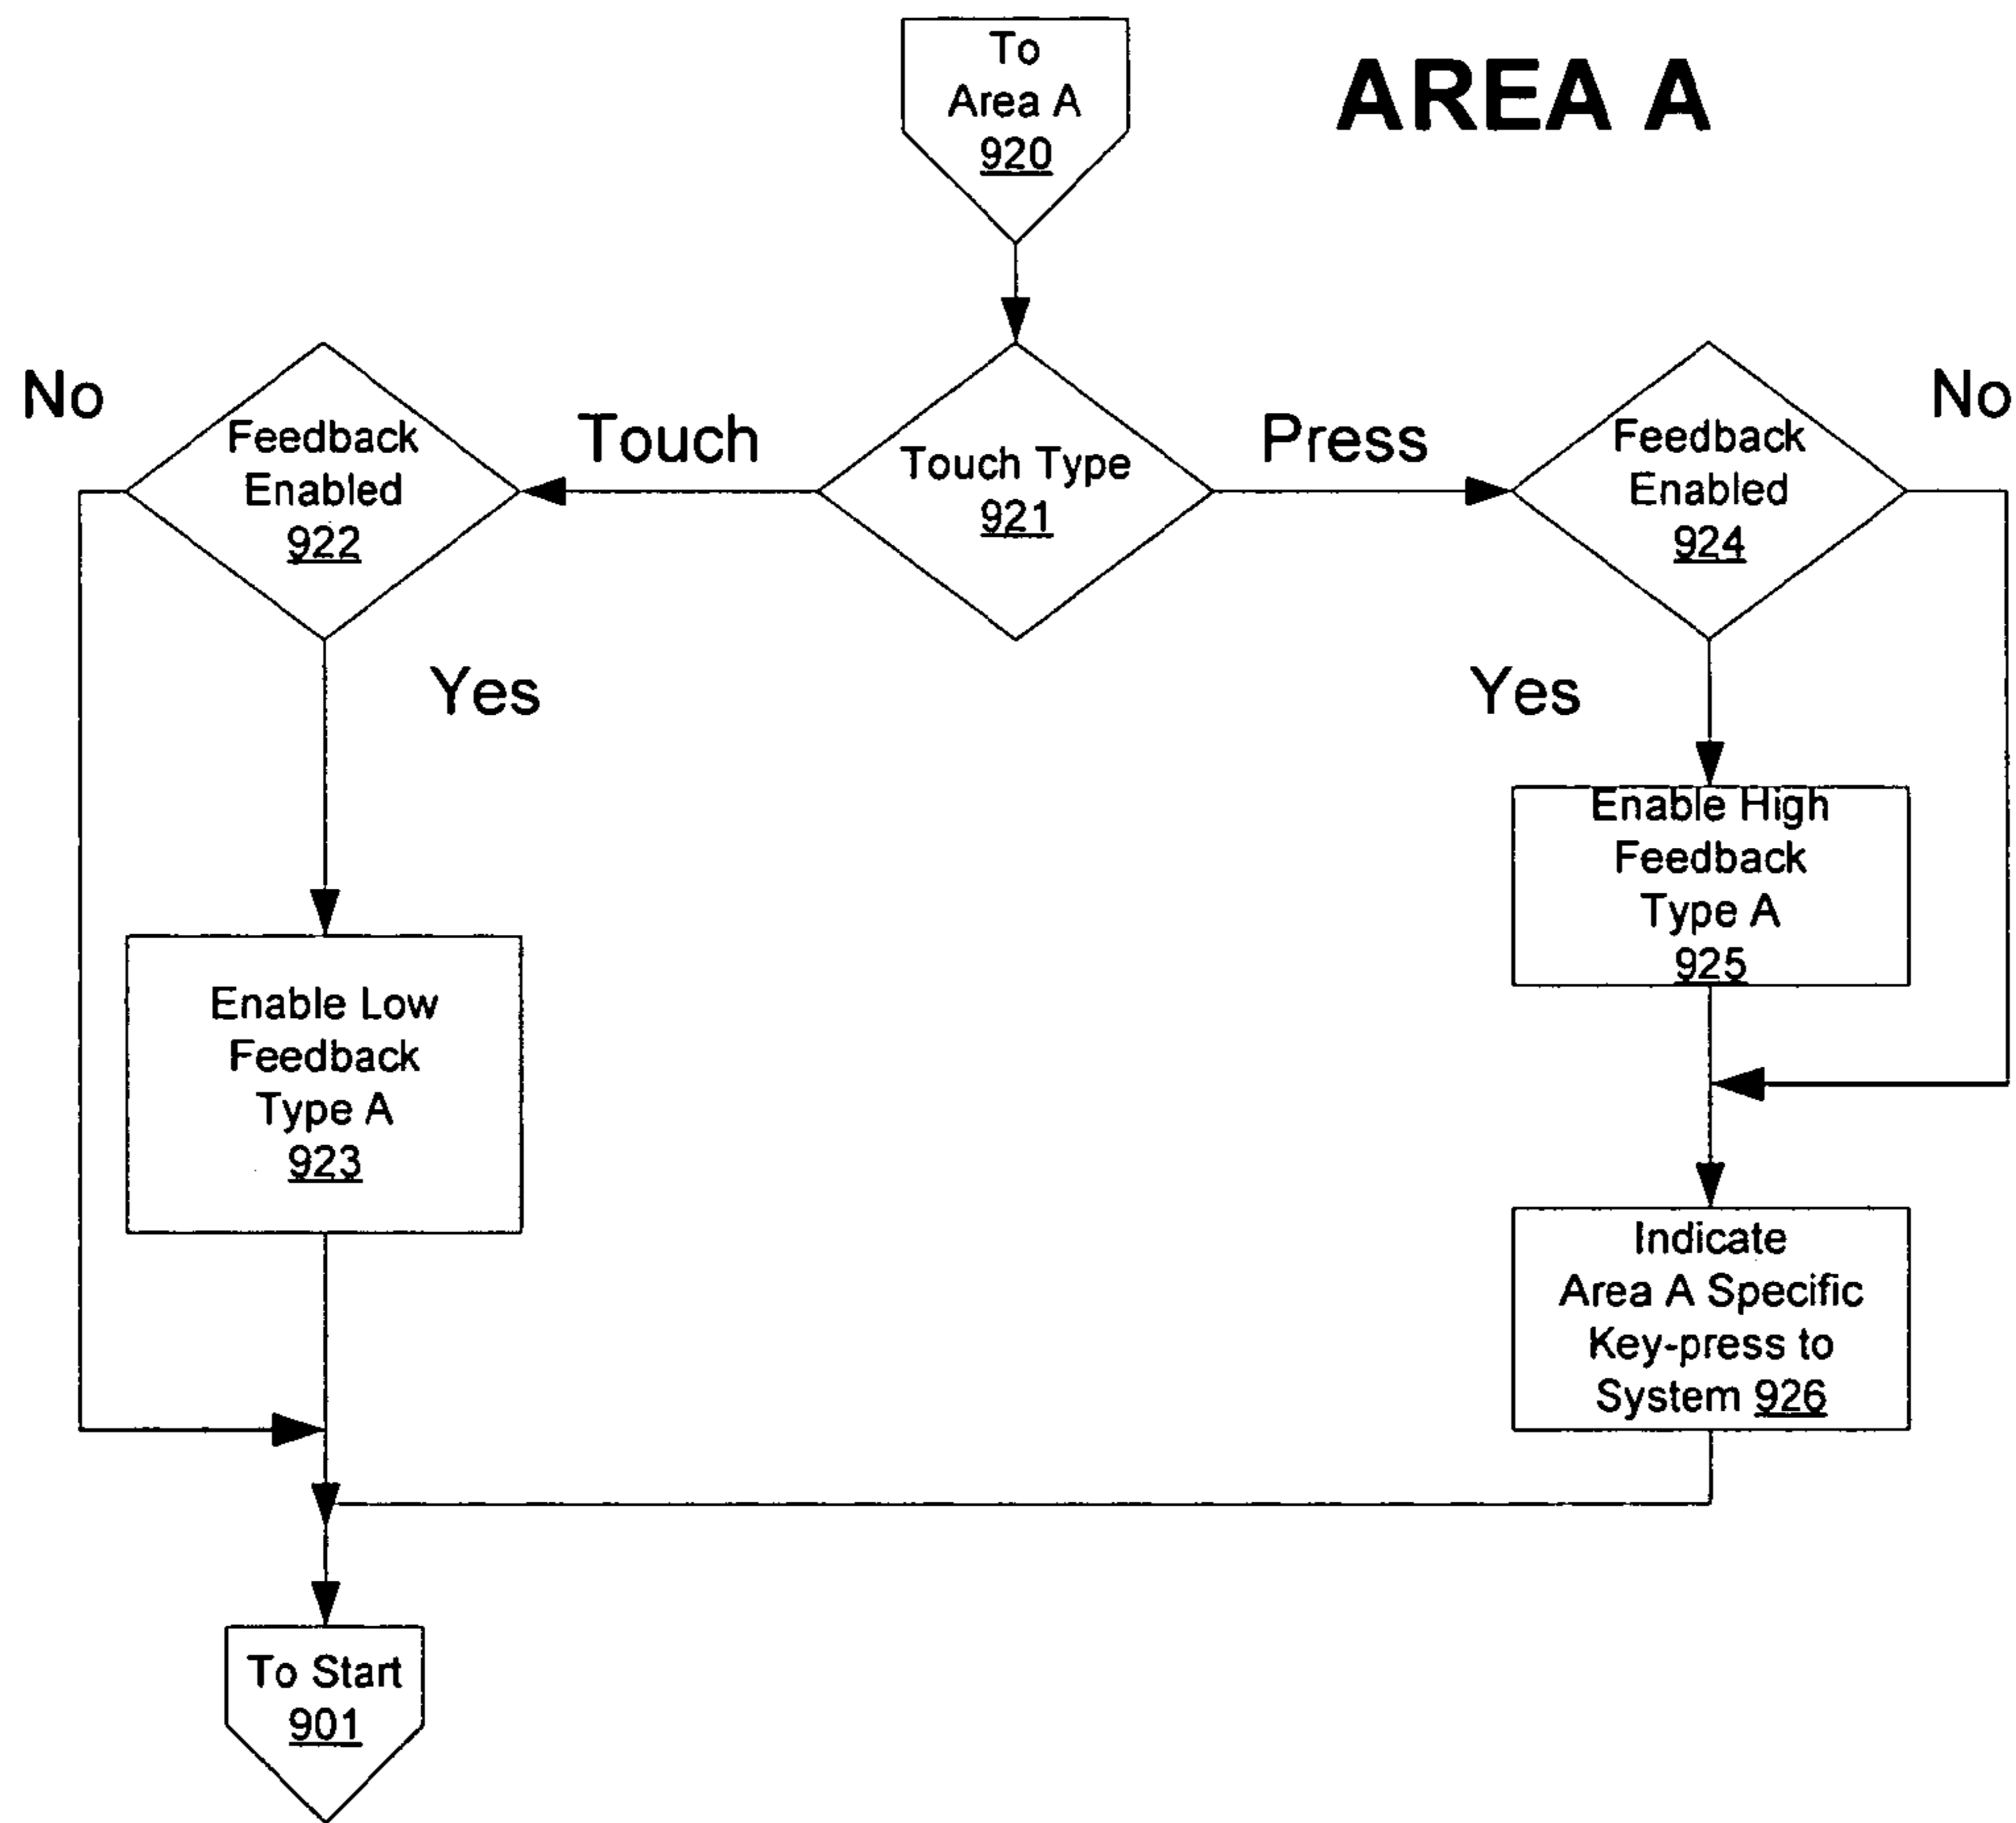 To
Area A
920
AREA A
No
Feedback
Enabled
922
Touch
Touch Type
921
Press
Feedback
Enabled
924
No
Yes
Yes
Enable High
Feedback
Type A
925
Enable Low
Feedback
Type A
923
Indicate
Area A Specific
Key-press to
System 926
To Start
901